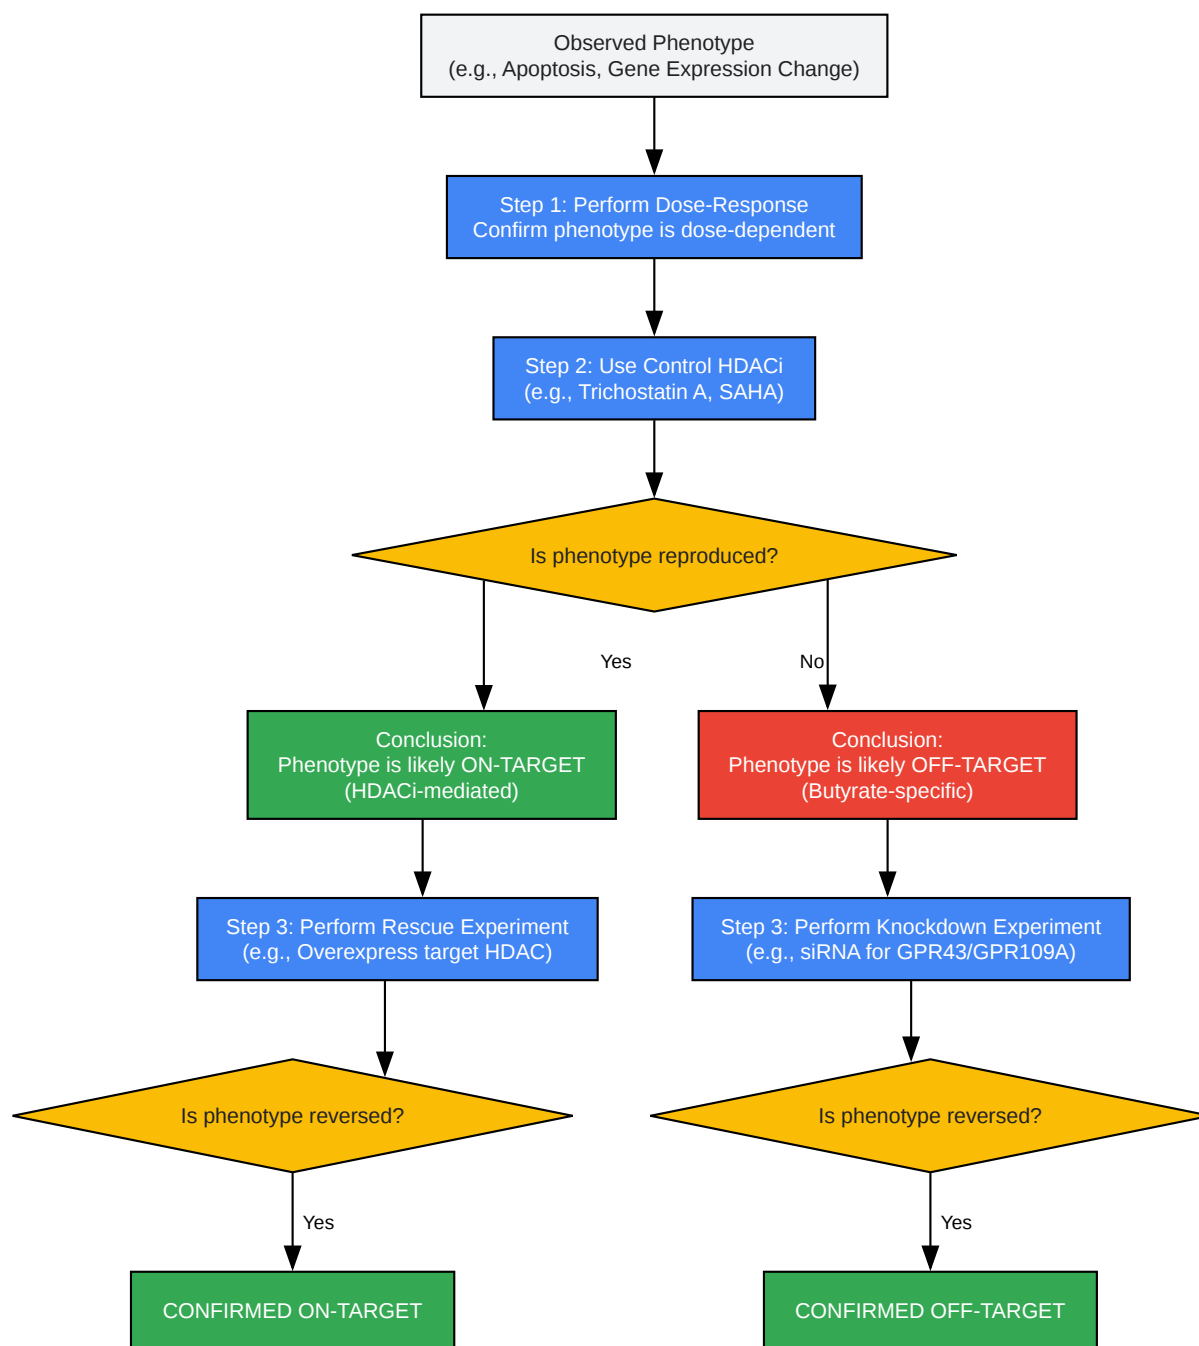 Observed Phenotype
(e.g., Apoptosis, Gene Expression Change)
Step 1: Perform Dose-Response
Confirm phenotype is dose-dependent
Step 2: Use Control HDACi
(e.g., Trichostatin A, SAHA)
Is phenotype reproduced?
Yes
No
Conclusion:
Phenotype is likely ON-TARGET
(HDACi-mediated)
Conclusion:
Phenotype is likely OFF-TARGET
(Butyrate-specific)
Step 3: Perform Rescue Experiment
(e.g., Overexpress target HDAC)
Step 3: Perform Knockdown Experiment
(e.g., siRNA for GPR43/GPR109A)
Is phenotype reversed?
Is phenotype reversed?
Yes
Yes
CONFIRMED ON-TARGET
CONFIRMED OFF-TARGET